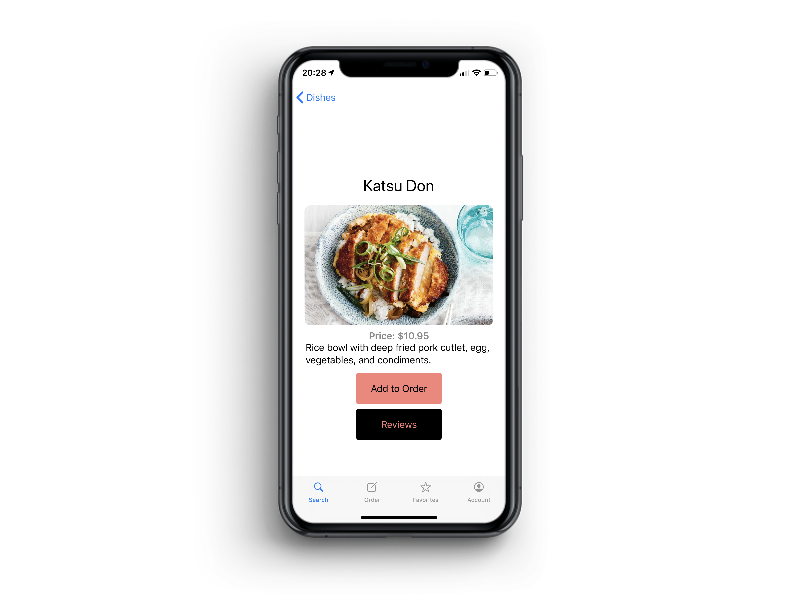 20:28
Dishes
Katsu Don
Price: $10.95
Rice bowl with deep fried pork cutlet, egg,
vegetables, and condiments.
Add to Order
Reviews
Search Order Favorites Account